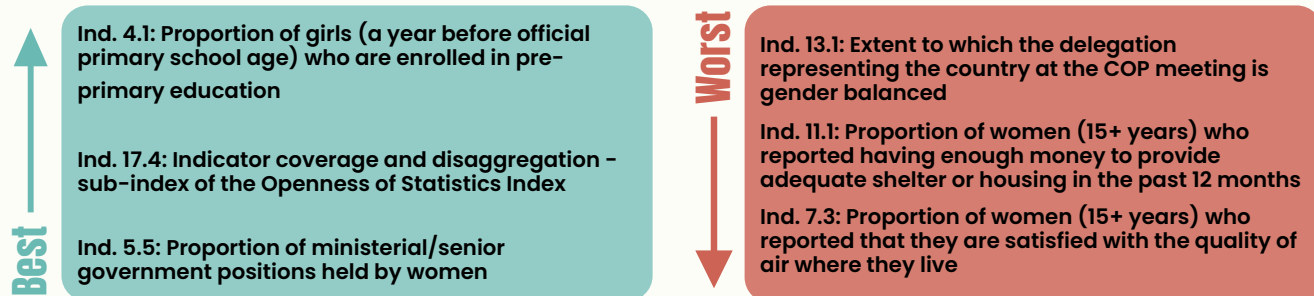 Best
Ind. 4.1: Proportion of girls (a year before official
primary school age) who are enrolled in pre-
primary education
Ind. 17.4: Indicator coverage and disaggregation -
sub-index of the Openness of Statistics Index
Ind. 5.5: Proportion of ministerial/senior
government positions held by women
Worst
Ind. 13.1: Extent to which the delegation
representing the country at the COP meeting is
gender balanced
Ind. 11.1: Proportion of women (15+ years) who
reported having enough money to provide
adequate shelter or housing in the past 12 months
Ind. 7.3: Proportion of women (15+ years) who
reported that they are satisfied with the quality of
air where they live